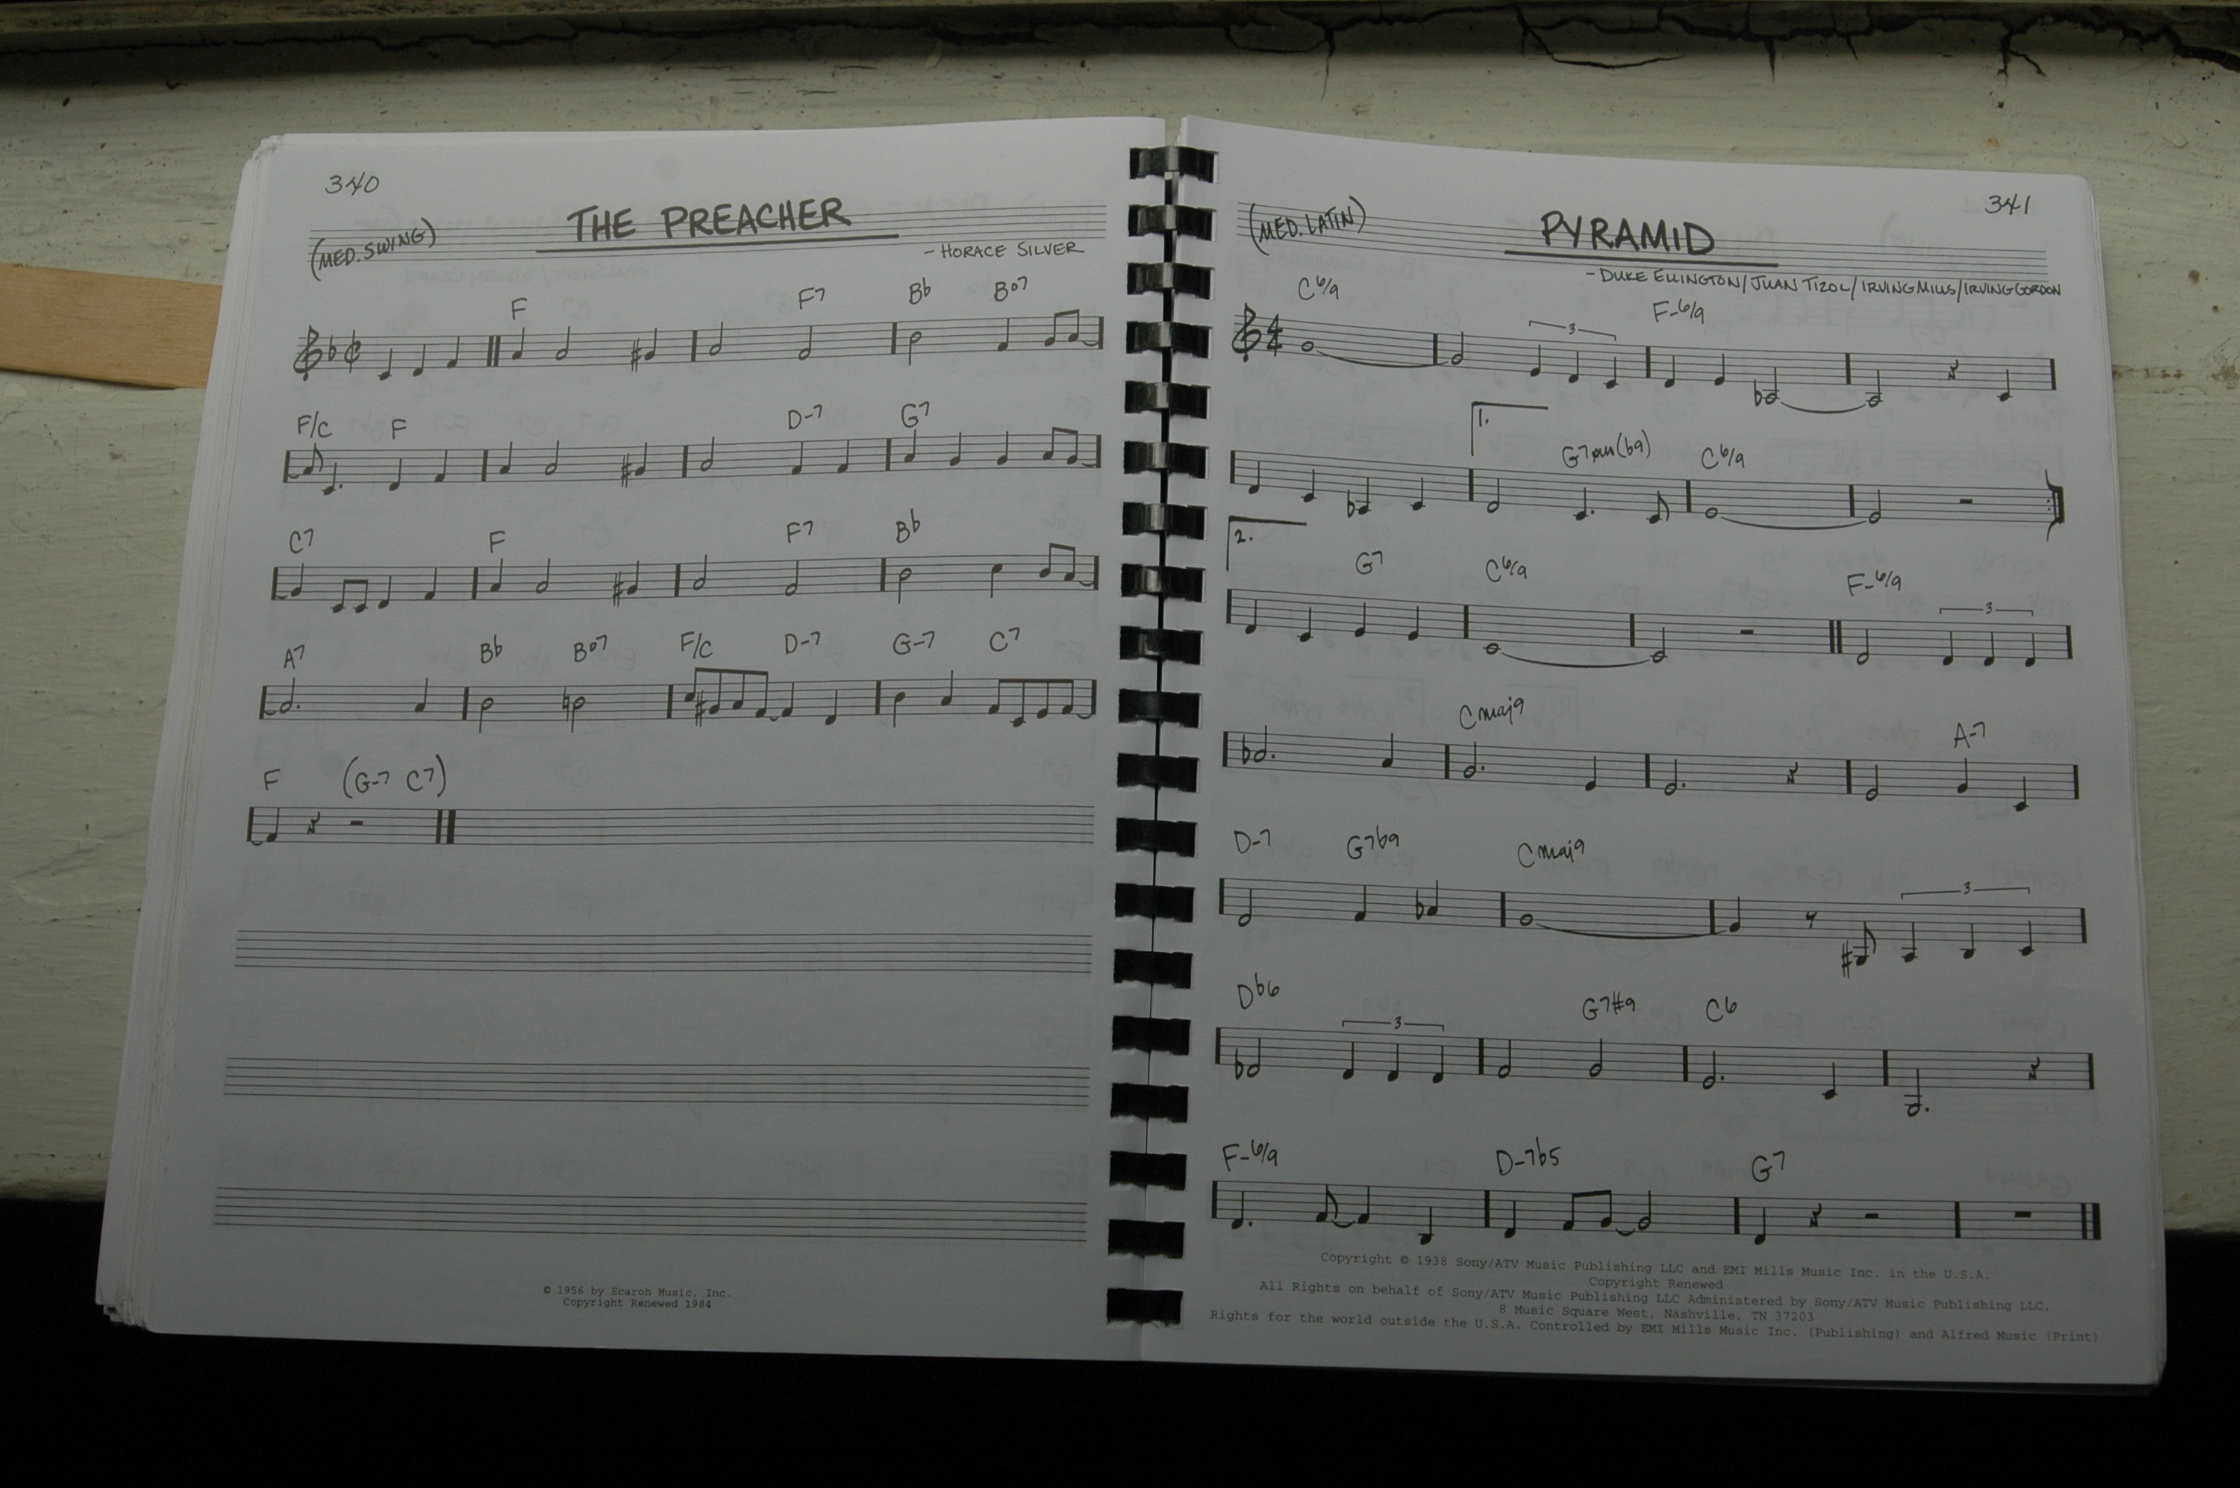 340
THE PREACHER
(MED. SWING)
- HORACE SILVER
F F7 Bb Bo7
F/C F D-7 G7
C7 F F7 Bb
A7 Bb Bo7 F/C D-7 G-7 C7
F (G-7 C7)
© 1956 by Ecaroh Music, Inc.
Copyright Renewed 1984
341
PYRAMID
(MED. LATIN)
- DUKE ELLINGTON/JUAN TIZOL/IRVING MILLS/IRVING GORDON
C6/9 3 F-6/9
1. G7sus(b9) C6/9
2. G7 C6/9 F-6/9 3
Cmaj9 A-7
D-7 G7b9 Cmaj9 3
Db6 3 G7#9 C6
F-6/9 D-7b5 G7
Copyright © 1938 Sony/ATV Music Publishing LLC and EMI Mills Music Inc. in the U.S.A.
Copyright Renewed
All Rights on behalf of Sony/ATV Music Publishing LLC Administered by Sony/ATV Music Publishing LLC,
8 Music Square West, Nashville, TN 37203
Rights for the world outside the U.S.A. Controlled by EMI Mills Music Inc. (Publishing) and Alfred Music (Print)